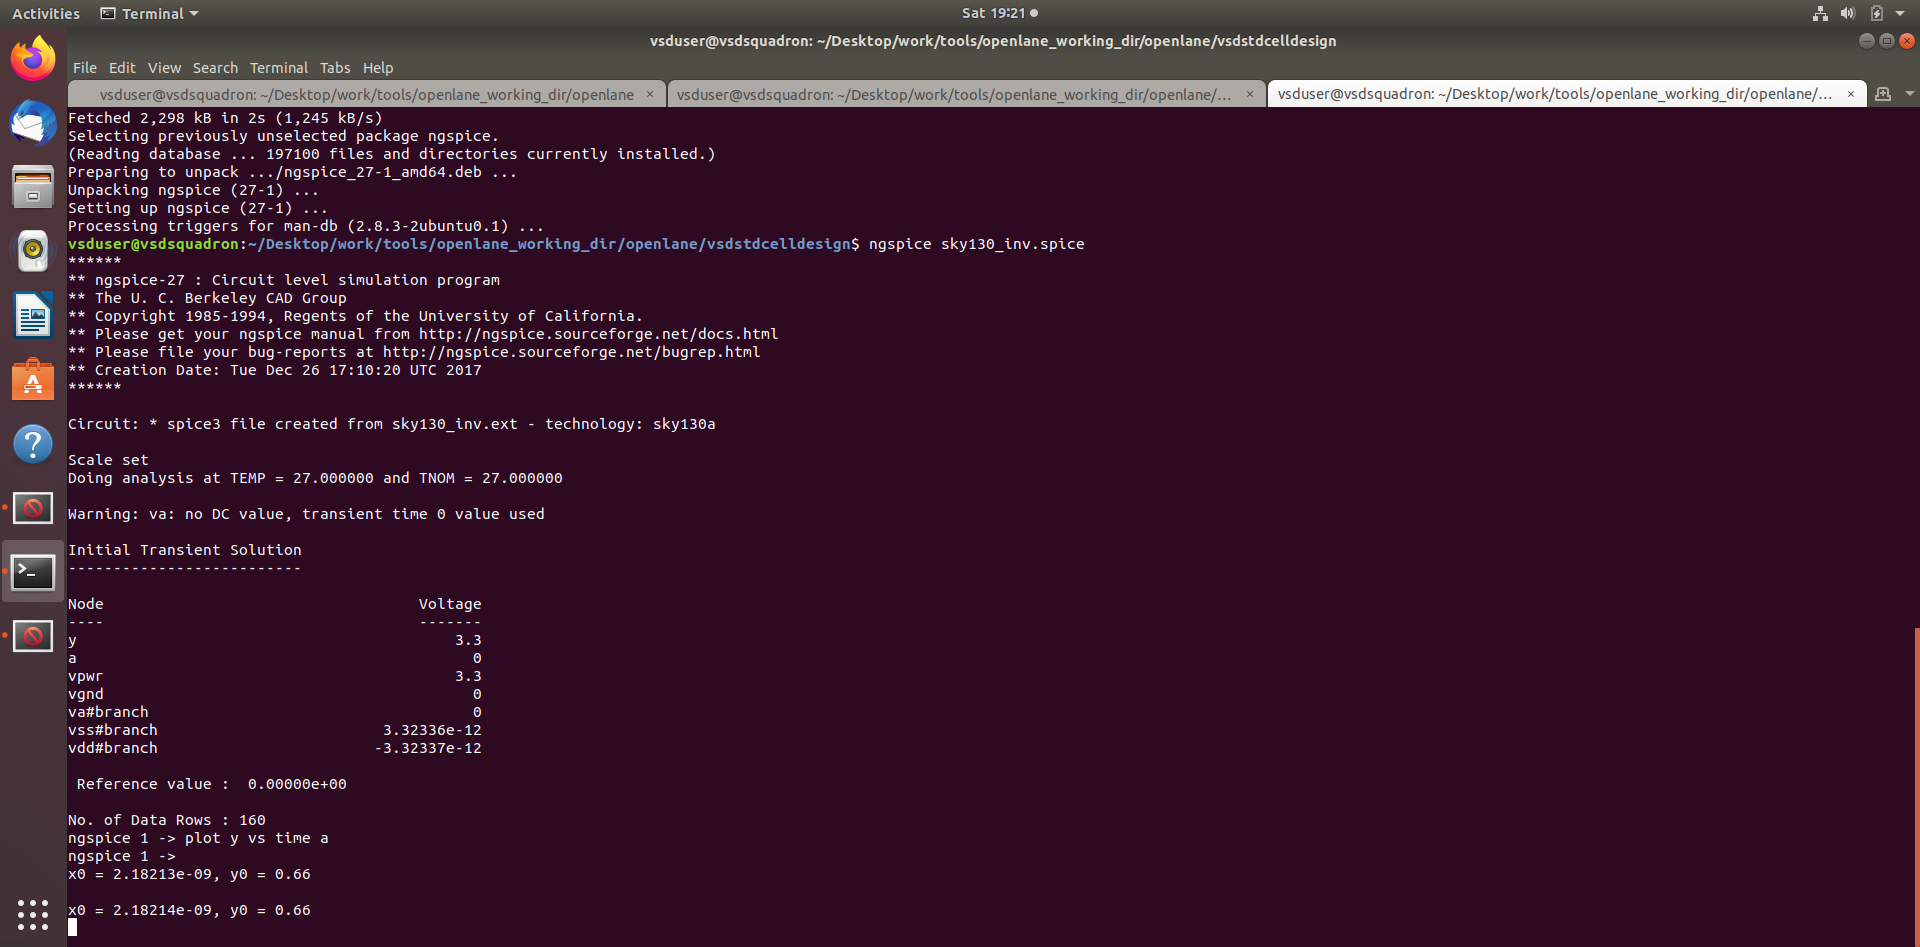 Activities Terminal Sat 19:21
vsduser@vsdsquadron: ~/Desktop/work/tools/openlane_working_dir/openlane/vsdstdcelldesign
File Edit View Search Terminal Tabs Help
vsduser@vsdsquadron: ~/Desktop/work/tools/openlane_working_dir/openlane × vsduser@vsdsquadron: ~/Desktop/work/tools/openlane_working_dir/openlane/... × vsduser@vsdsquadron: ~/Desktop/work/tools/openlane_working_dir/openlane/... ×
Fetched 2,298 kB in 2s (1,245 kB/s)
Selecting previously unselected package ngspice.
(Reading database ... 197100 files and directories currently installed.)
Preparing to unpack .../ngspice_27-1_amd64.deb ...
Unpacking ngspice (27-1) ...
Setting up ngspice (27-1) ...
Processing triggers for man-db (2.8.3-2ubuntu0.1) ...
vsduser@vsdsquadron:~/Desktop/work/tools/openlane_working_dir/openlane/vsdstdcelldesign$ ngspice sky130_inv.spice
******
** ngspice-27 : Circuit level simulation program
** The U. C. Berkeley CAD Group
** Copyright 1985-1994, Regents of the University of California.
** Please get your ngspice manual from http://ngspice.sourceforge.net/docs.html
** Please file your bug-reports at http://ngspice.sourceforge.net/bugrep.html
** Creation Date: Tue Dec 26 17:10:20 UTC 2017
******
Circuit: * spice3 file created from sky130_inv.ext - technology: sky130a
Scale set
Doing analysis at TEMP = 27.000000 and TNOM = 27.000000
Warning: va: no DC value, transient time 0 value used
Initial Transient Solution
--------------------------
Node Voltage
---- -------
y 3.3
a 0
vpwr 3.3
vgnd 0
va#branch 0
vss#branch 3.32336e-12
vdd#branch -3.32337e-12
Reference value : 0.00000e+00
No. of Data Rows : 160
ngspice 1 -> plot y vs time a
ngspice 1 ->
x0 = 2.18213e-09, y0 = 0.66
x0 = 2.18214e-09, y0 = 0.66